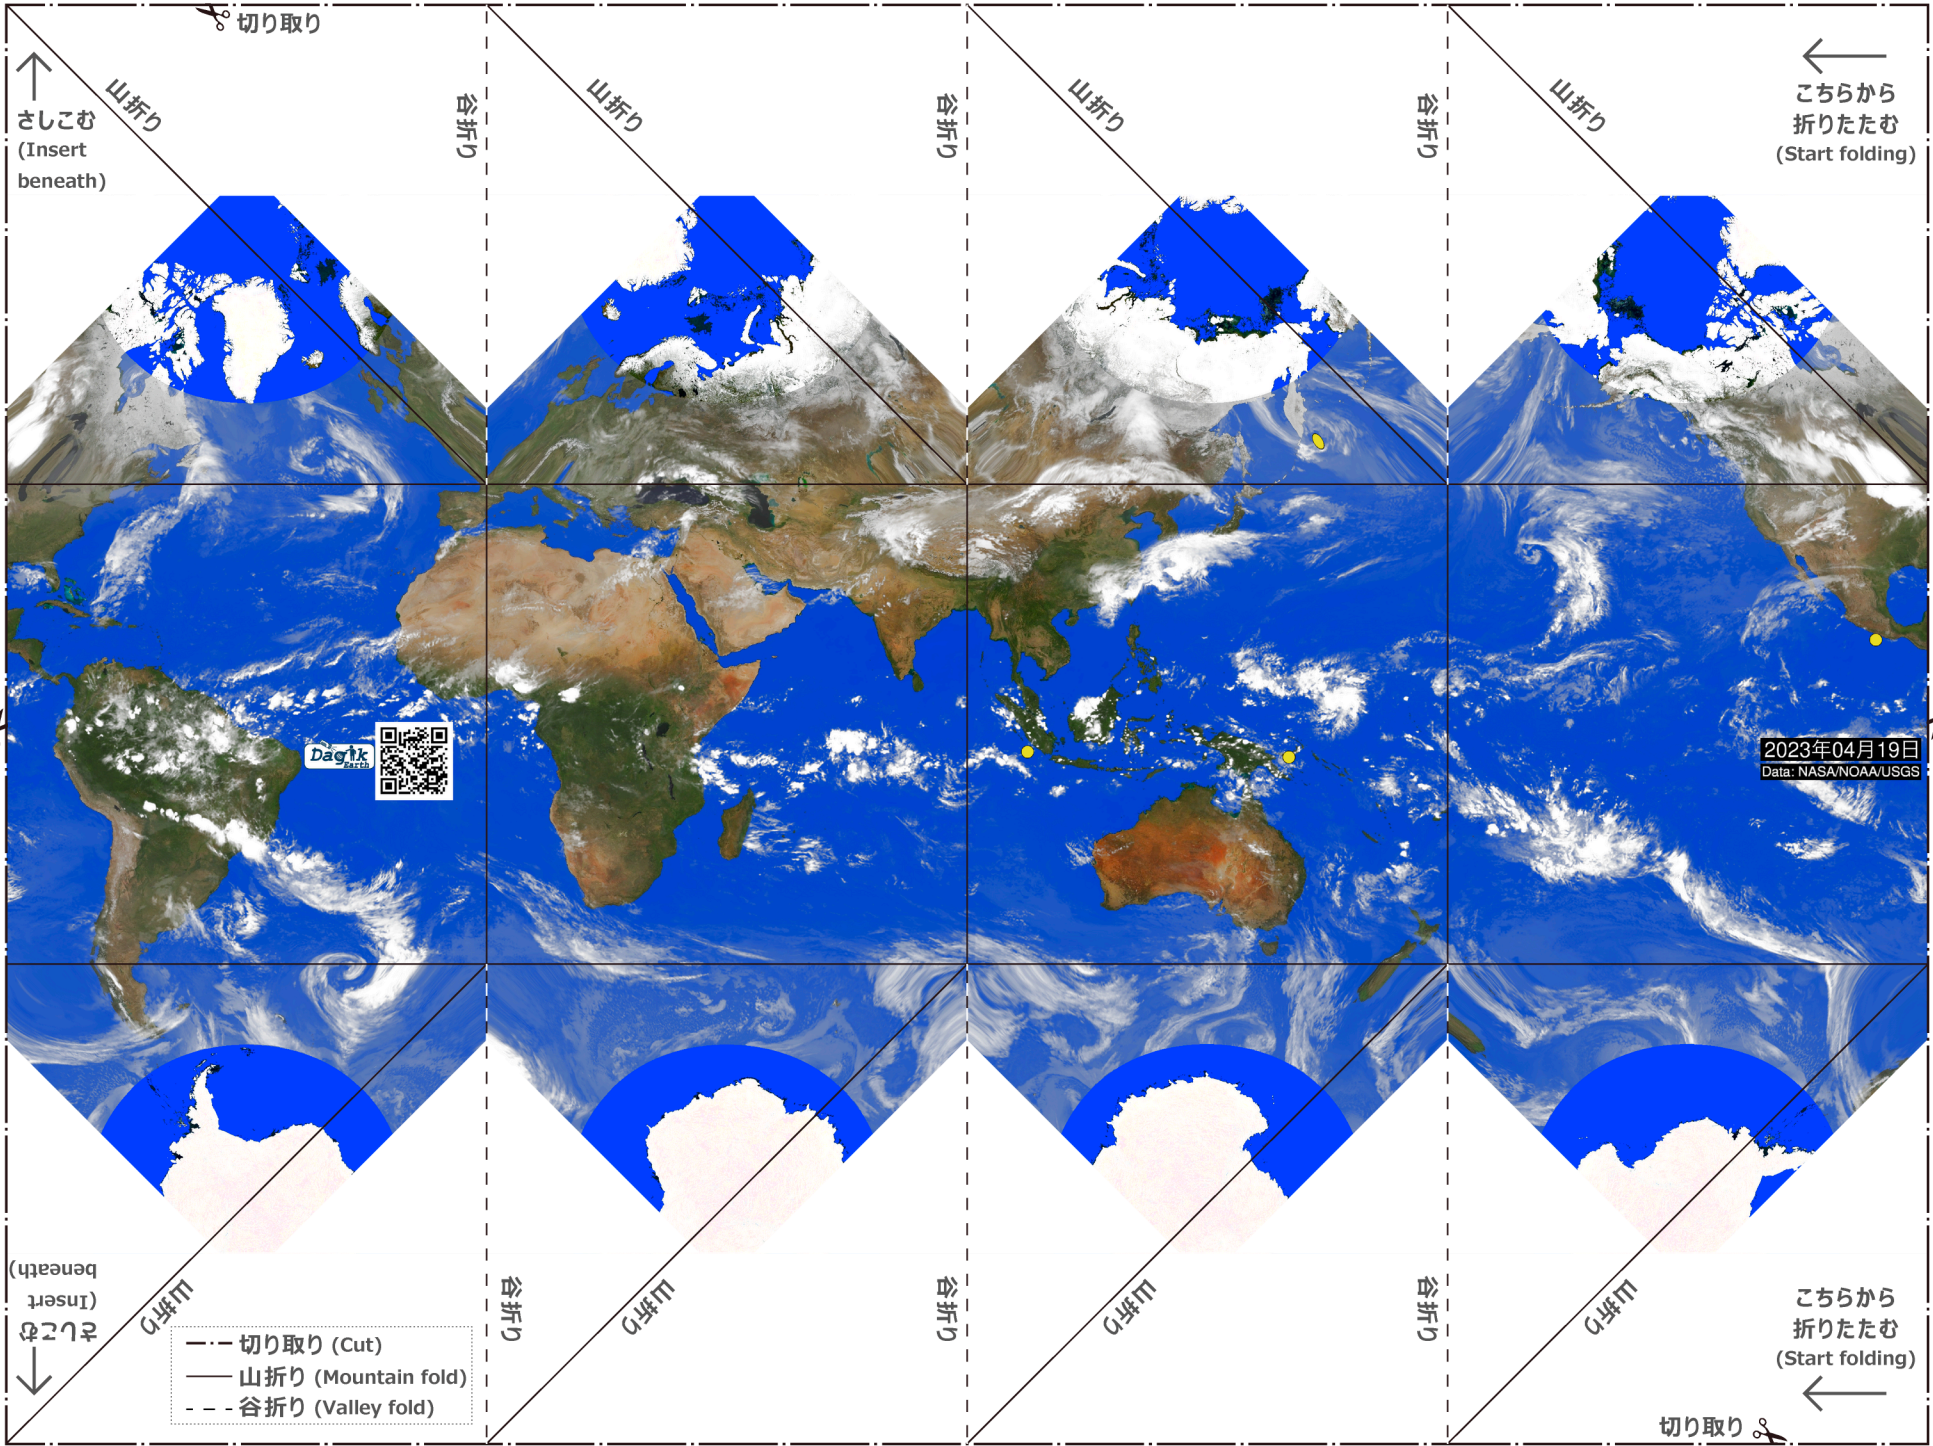 切り取り
山折り
谷折り
山折り
谷折り
山折り
谷折り
山折り
さしこむ
(Insert
beneath)
こちらから
折りたたむ
(Start folding)
Dagik
Earth
2023年04月19日
Data: NASA/NOAA/USGS
さしこむ
(Insert
beneath)
山折り
谷折り
山折り
谷折り
山折り
谷折り
山折り
こちらから
折りたたむ
(Start folding)
切り取り (Cut)
山折り (Mountain fold)
谷折り (Valley fold)
切り取り